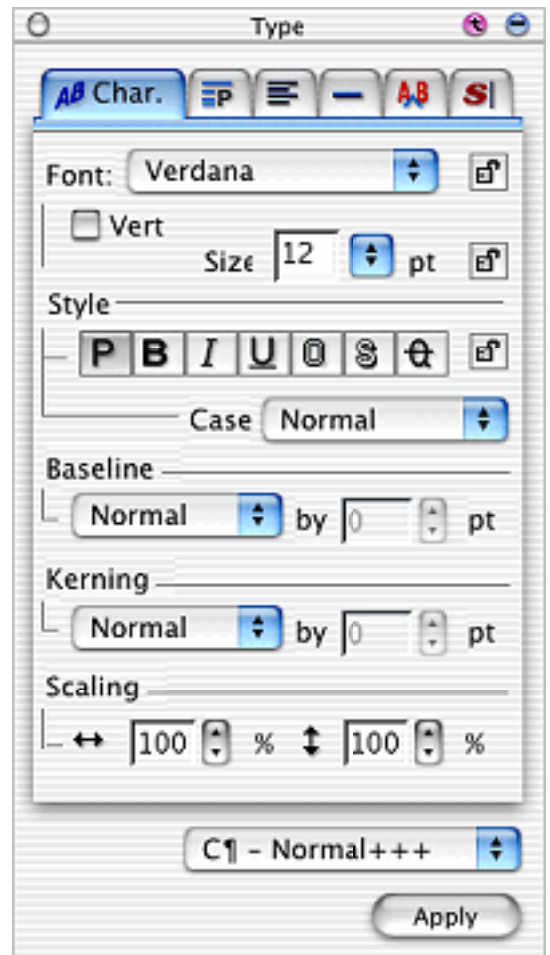 Type
AB Char. P AB S
Font: Verdana
Vert
Size 12 pt
Style
P B I U O S Q
Case Normal
Baseline
Normal by 0 pt
Kerning
Normal by 0 pt
Scaling
100 % 100 %
C¶ - Normal+++
Apply